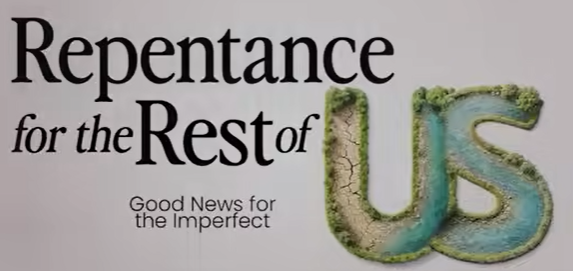 Repentance
for the Rest of US
Good News for
the Imperfect